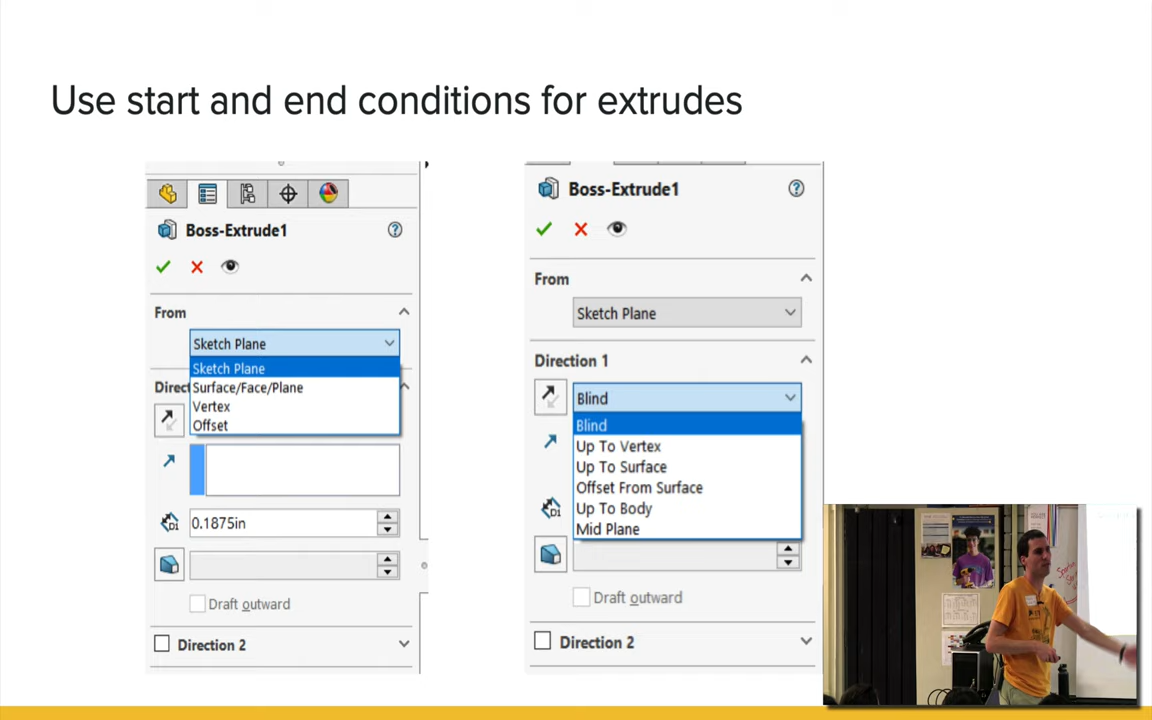 Use start and end conditions for extrudes
Boss-Extrude1
From
Sketch Plane
Sketch Plane
Surface/Face/Plane
Vertex
Offset
Direc
0.1875in
Draft outward
Direction 2
Boss-Extrude1
From
Sketch Plane
Direction 1
Blind
Blind
Up To Vertex
Up To Surface
Offset From Surface
Up To Body
Mid Plane
Draft outward
Direction 2